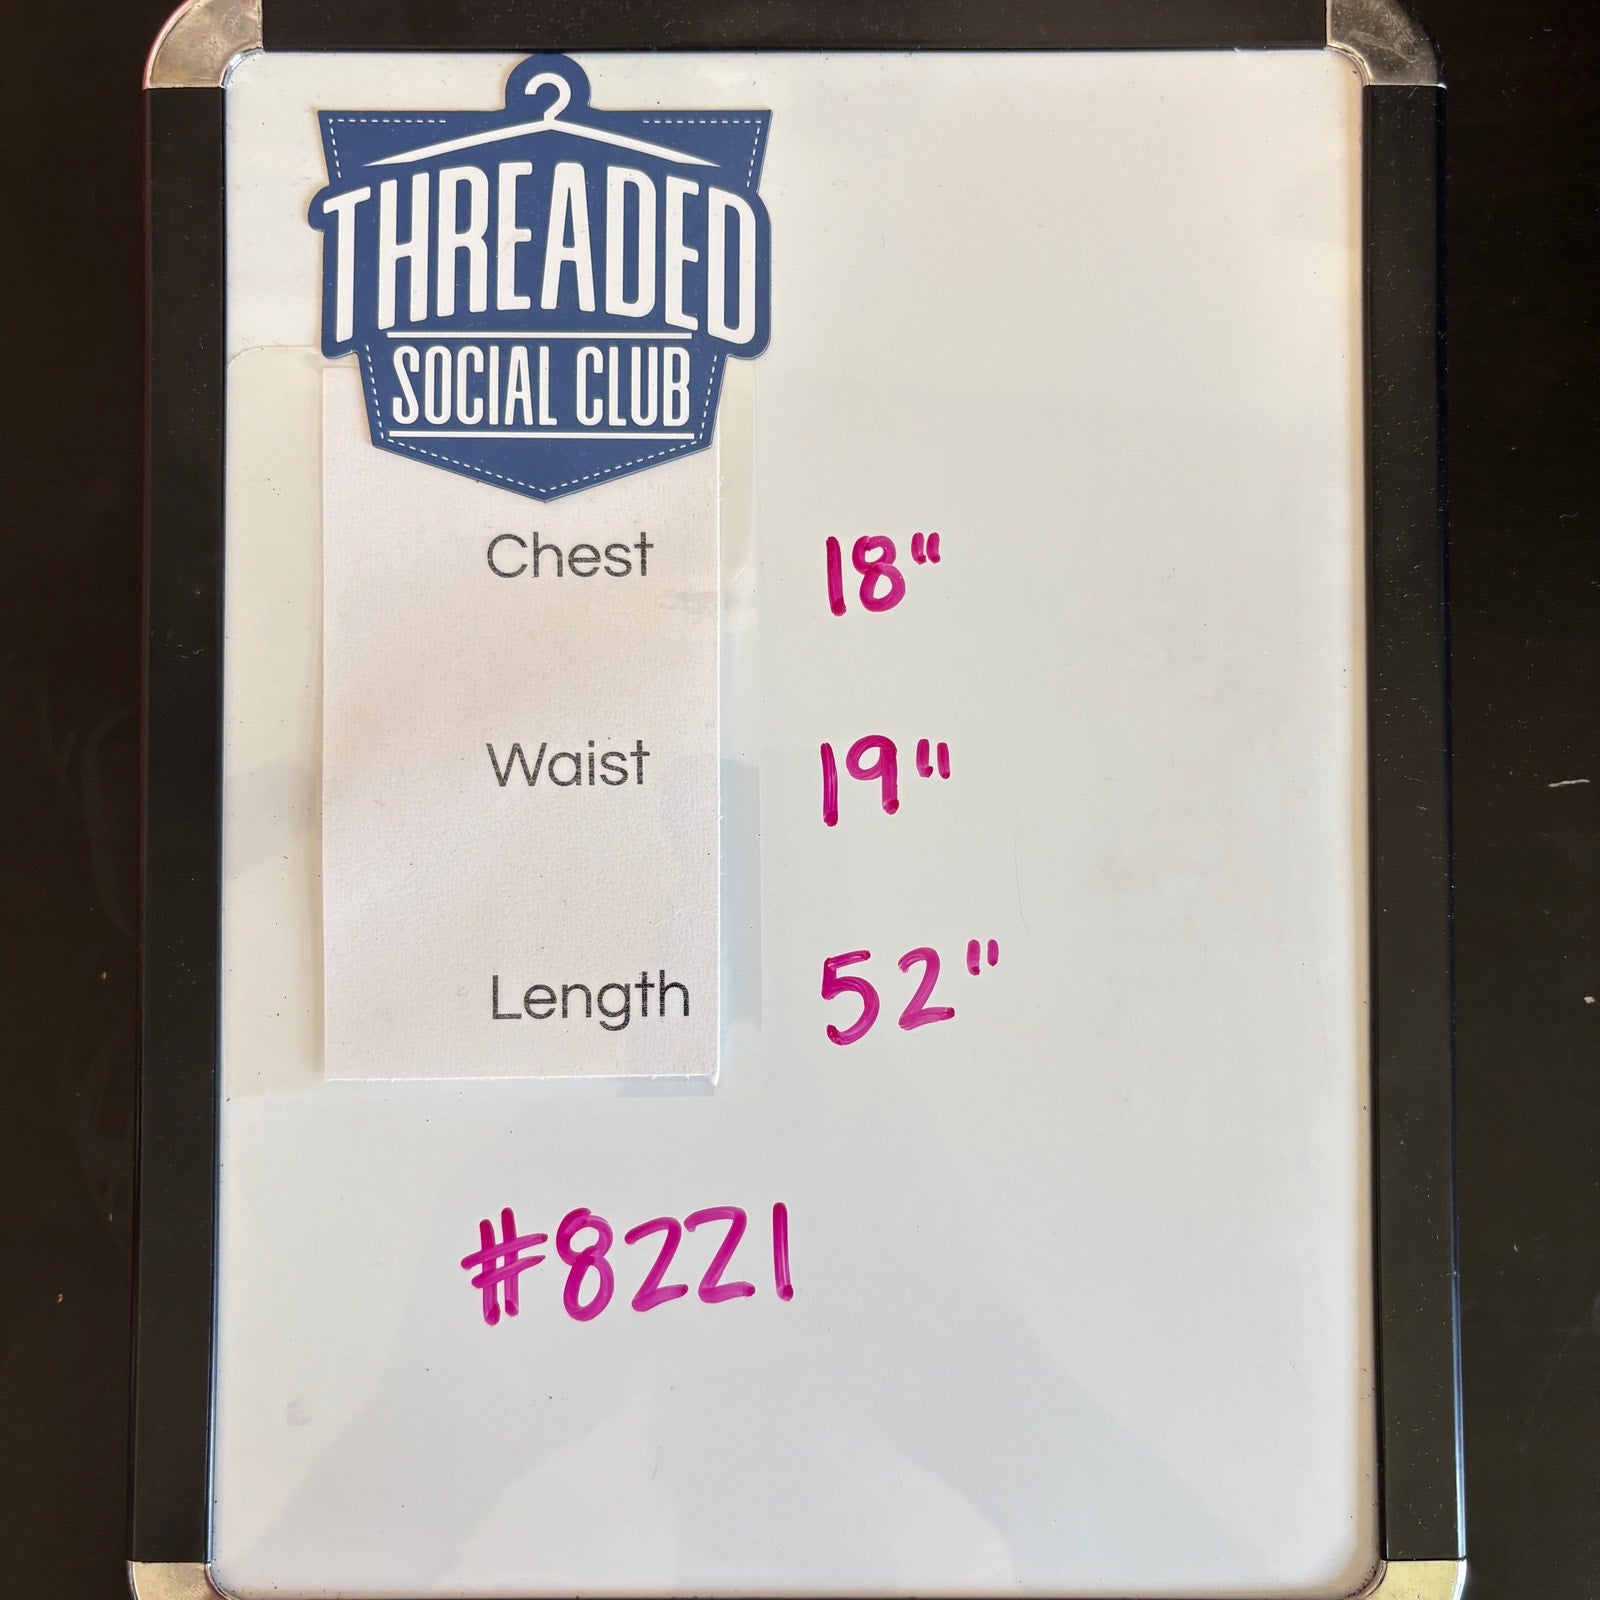 THREADED
SOCIAL CLUB
Chest 18"
Waist 19"
Length 52"
#8221